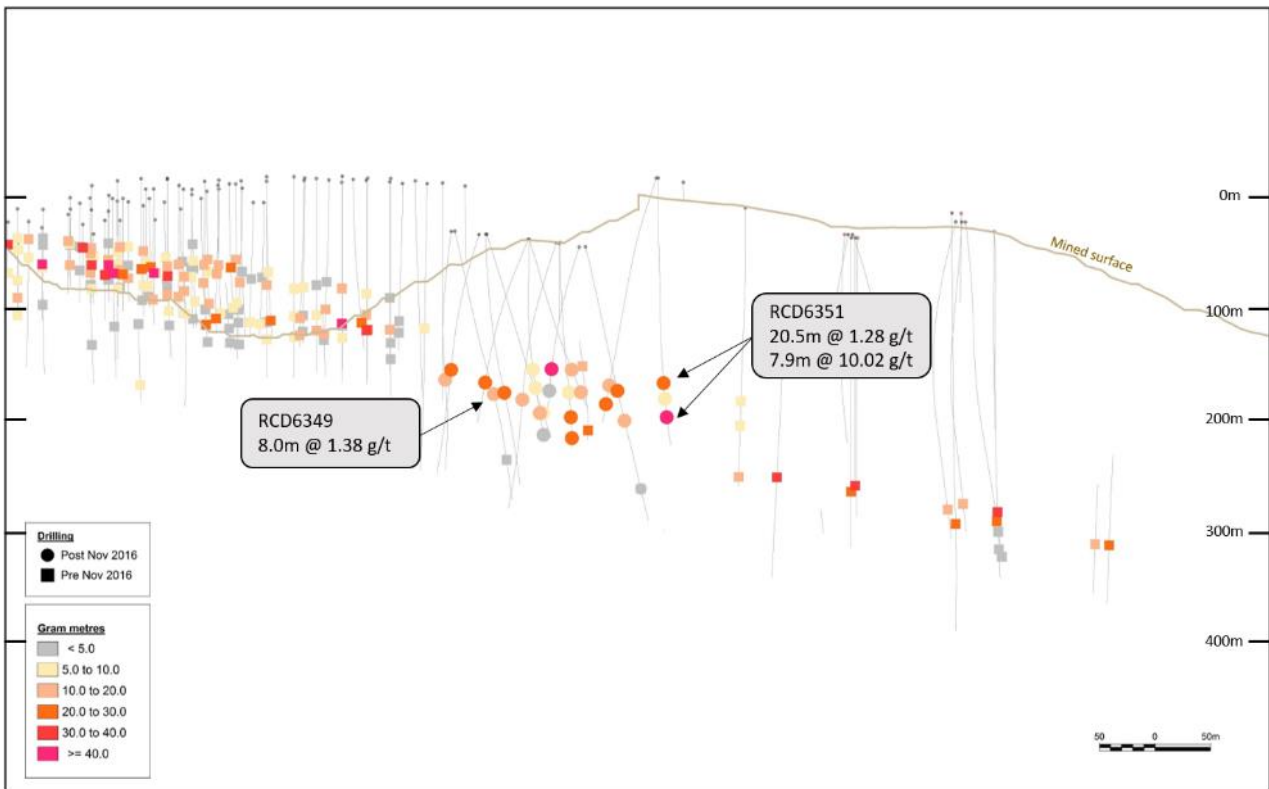 0m
Mined surface
100m
RCD6351
20.5m @ 1.28 g/t
7.9m @ 10.02 g/t
RCD6349
8.0m @ 1.38 g/t
200m
300m
400m
Drilling
Post Nov 2016
Pre Nov 2016
Gram metres
< 5.0
5.0 to 10.0
10.0 to 20.0
20.0 to 30.0
30.0 to 40.0
>= 40.0
50 0 50m